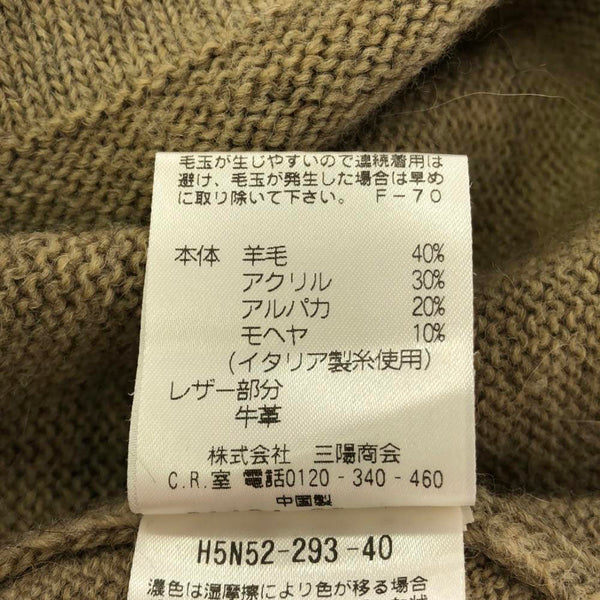 毛玉が生じやすいので連続着用は
避け、毛玉が発生した場合は早め
に取り除いて下さい。 F-70
本体 羊毛 40%
アクリル 30%
アルパカ 20%
モヘヤ 10%
(イタリア製糸使用)
レザー部分
牛革
株式会社 三陽商会
C.R.室 電話0120-340-460
中国製
H5N52-293-40
濃色は湿摩擦により色が移る場合